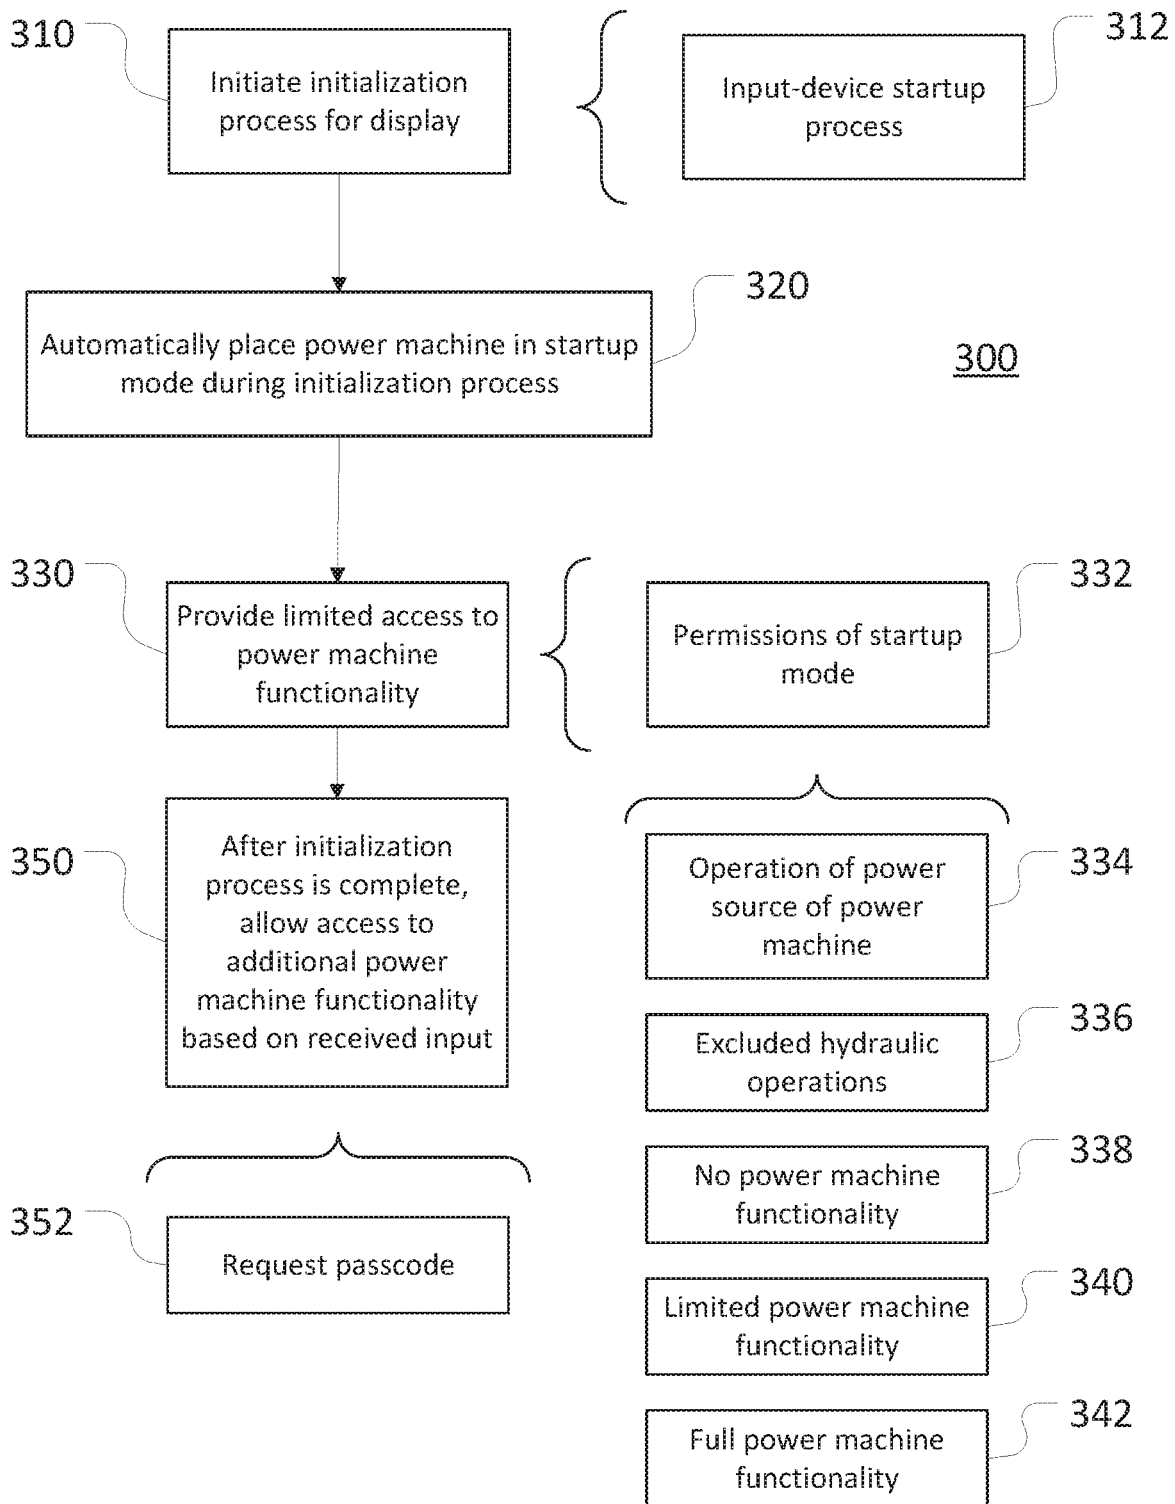 310
Initiate initialization
process for display
Input-device startup
process
312
320
Automatically place power machine in startup
mode during initialization process
300
330
Provide limited access to
power machine
functionality
Permissions of startup
mode
332
350
After initialization
process is complete,
allow access to
additional power
machine functionality
based on received input
Operation of power
source of power
machine
334
Excluded hydraulic
operations
336
No power machine
functionality
338
352
Request passcode
Limited power machine
functionality
340
Full power machine
functionality
342